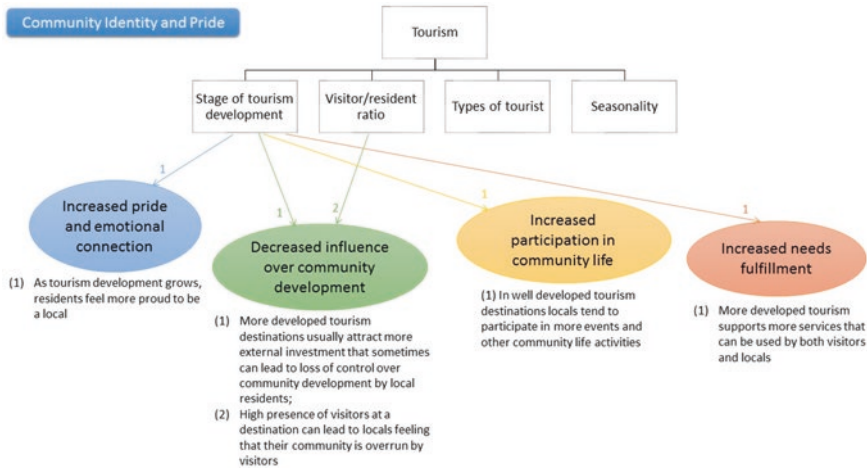 Community Identity and Pride
Tourism
Stage of tourism
development
Visitor/resident
ratio
Types of tourist
Seasonality
1
1
2
1
1
Increased pride
and emotional
connection
(1) As tourism development grows,
residents feel more proud to be
a local
Decreased influence
over community
development
(1) More developed tourism
destinations usually attract more
external investment that sometimes
can lead to loss of control over
community development by local
residents;
(2) High presence of visitors at a
destination can lead to locals feeling
that their community is overrun by
visitors
Increased
participation in
community life
(1) In well developed tourism
destinations locals tend to
participate in more events and
other community life activities
Increased needs
fulfillment
(1) More developed tourism
supports more services that
can be used by both visitors
and locals